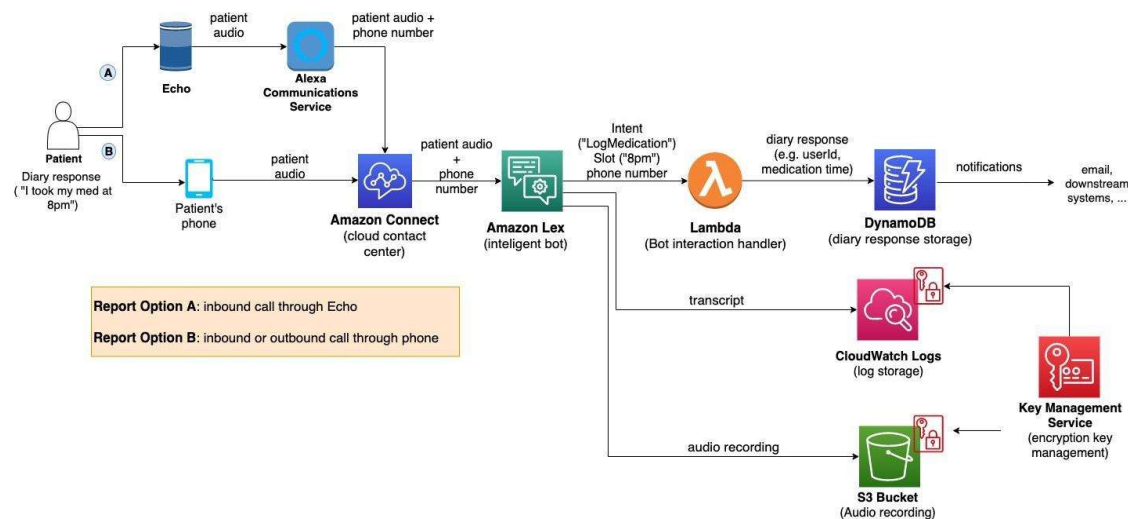 patient
audio
patient audio +
phone number
A
Echo
Alexa
Communications
Service
B
Patient
Diary response
( "I took my med at
8pm")
Patient's
phone
patient
audio
Amazon Connect
(cloud contact
center)
patient audio
+
phone
number
Amazon Lex
(inteligent bot)
Intent
("LogMedication")
Slot ("8pm")
phone number
Lambda
(Bot interaction handler)
diary response
(e.g. userId,
medication time)
DynamoDB
(diary response storage)
notifications
email,
downstream
systems, ...
Report Option A: inbound call through Echo
Report Option B: inbound or outbound call through phone
transcript
CloudWatch Logs
(log storage)
Key Management
Service
(encryption key
management)
audio recording
S3 Bucket
(Audio recording)